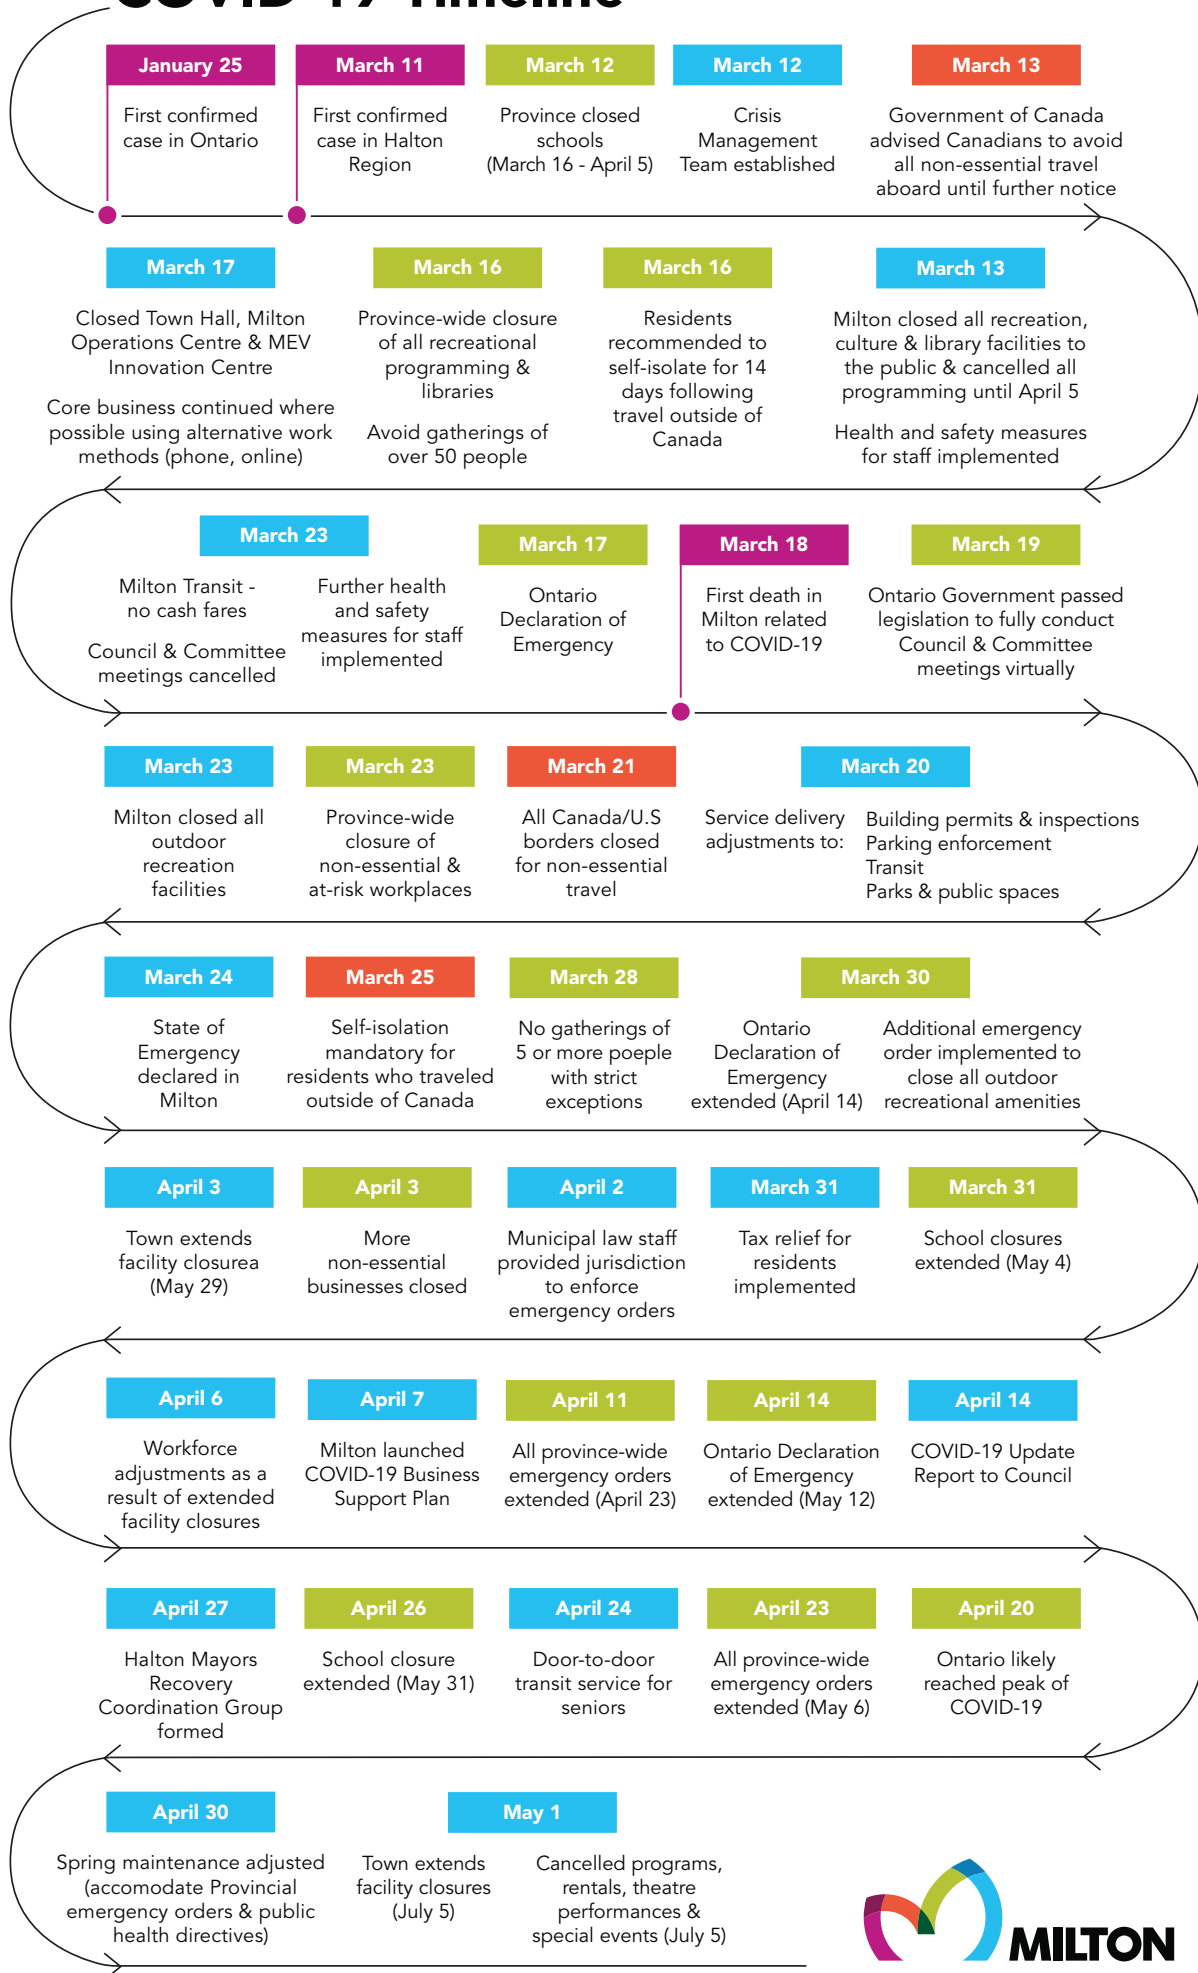 COVID-19 Timeline
January 25
First confirmed
case in Ontario
March 11
First confirmed
case in Halton
Region
March 12
Province closed
schools
(March 16 - April 5)
March 12
Crisis
Management
Team established
March 13
Government of Canada
advised Canadians to avoid
all non-essential travel
aboard until further notice
March 17
Closed Town Hall, Milton
Operations Centre & MEV
Innovation Centre
Core business continued where
possible using alternative work
methods (phone, online)
March 16
Province-wide closure
of all recreational
programming &
libraries
Avoid gatherings of
over 50 people
March 16
Residents
recommended to
self-isolate for 14
days following
travel outside of
Canada
March 13
Milton closed all recreation,
culture & library facilities to
the public & cancelled all
programming until April 5
Health and safety measures
for staff implemented
March 23
Milton Transit -
no cash fares
Council & Committee
meetings cancelled
Further health
and safety
measures for staff
implemented
March 17
Ontario
Declaration of
Emergency
March 18
First death in
Milton related
to COVID-19
March 19
Ontario Government passed
legislation to fully conduct
Council & Committee
meetings virtually
March 23
Milton closed all
outdoor
recreation
facilities
March 23
Province-wide
closure of
non-essential &
at-risk workplaces
March 21
All Canada/U.S
borders closed
for non-essential
travel
March 20
Service delivery
adjustments to:
Building permits & inspections
Parking enforcement
Transit
Parks & public spaces
March 24
State of
Emergency
declared in
Milton
March 25
Self-isolation
mandatory for
residents who traveled
outside of Canada
March 28
No gatherings of
5 or more poeple
with strict
exceptions
March 30
Ontario
Declaration of
Emergency
extended (April 14)
Additional emergency
order implemented to
close all outdoor
recreational amenities
April 3
Town extends
facility closurea
(May 29)
April 3
More
non-essential
businesses closed
April 2
Municipal law staff
provided jurisdiction
to enforce
emergency orders
March 31
Tax relief for
residents
implemented
March 31
School closures
extended (May 4)
April 6
Workforce
adjustments as a
result of extended
facility closures
April 7
Milton launched
COVID-19 Business
Support Plan
April 11
All province-wide
emergency orders
extended (April 23)
April 14
Ontario Declaration
of Emergency
extended (May 12)
April 14
COVID-19 Update
Report to Council
April 27
Halton Mayors
Recovery
Coordination Group
formed
April 26
School closure
extended (May 31)
April 24
Door-to-door
transit service for
seniors
April 23
All province-wide
emergency orders
extended (May 6)
April 20
Ontario likely
reached peak of
COVID-19
April 30
Spring maintenance adjusted
(accomodate Provincial
emergency orders & public
health directives)
May 1
Town extends
facility closures
(July 5)
Cancelled programs,
rentals, theatre
performances &
special events (July 5)
MILTON